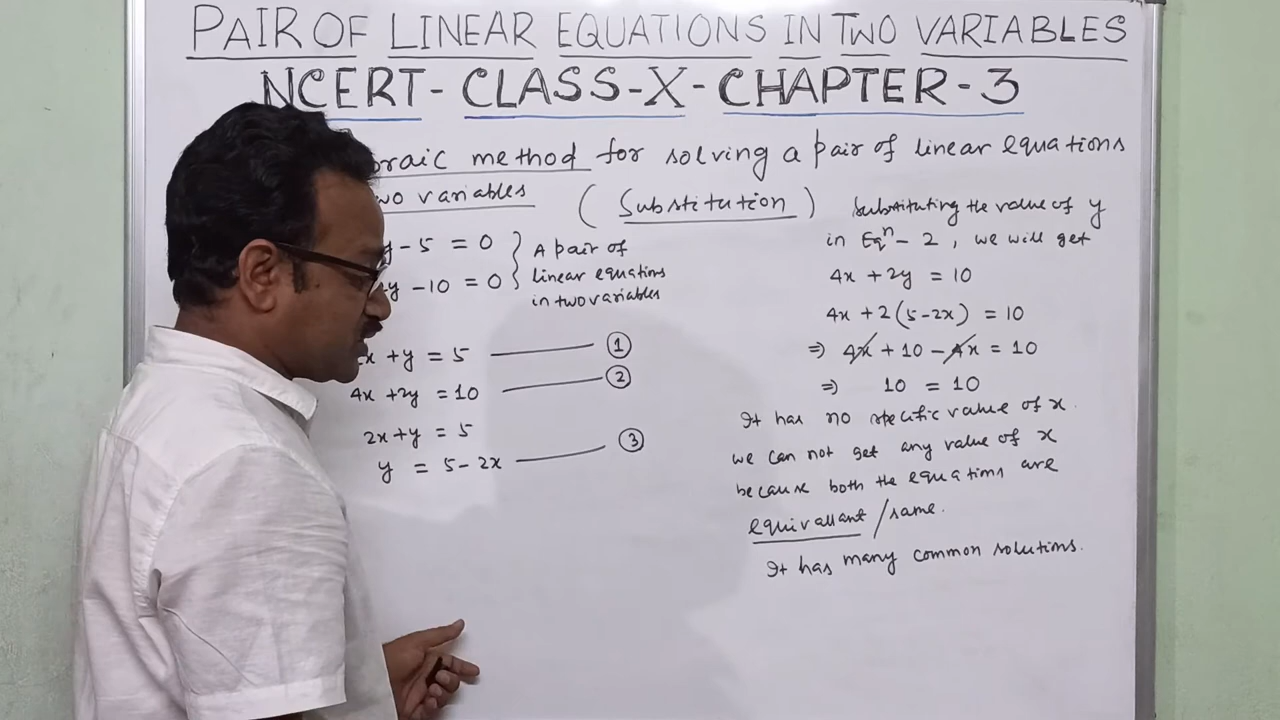 PAIR OF LINEAR EQUATIONS IN TWO VARIABLES
NCERT - CLASS - X - CHAPTER - 3
method for solving a pair of linear equations
variables (Substitution)
y - 5 = 0
y - 10 = 0
A pair of
linear equations
in two variables
x + y = 5 1
4x + 2y = 10 2
2x + y = 5
y = 5 - 2x 3
Substituting the value of y
in Eqn - 2, we will get
4x + 2y = 10
4x + 2(5 - 2x) = 10
⇒ 4x + 10 - 4x = 10
⇒ 10 = 10
It has no specific value of x.
we can not get any value of x
because both the equations are
equivallant / same.
It has many common solutions.